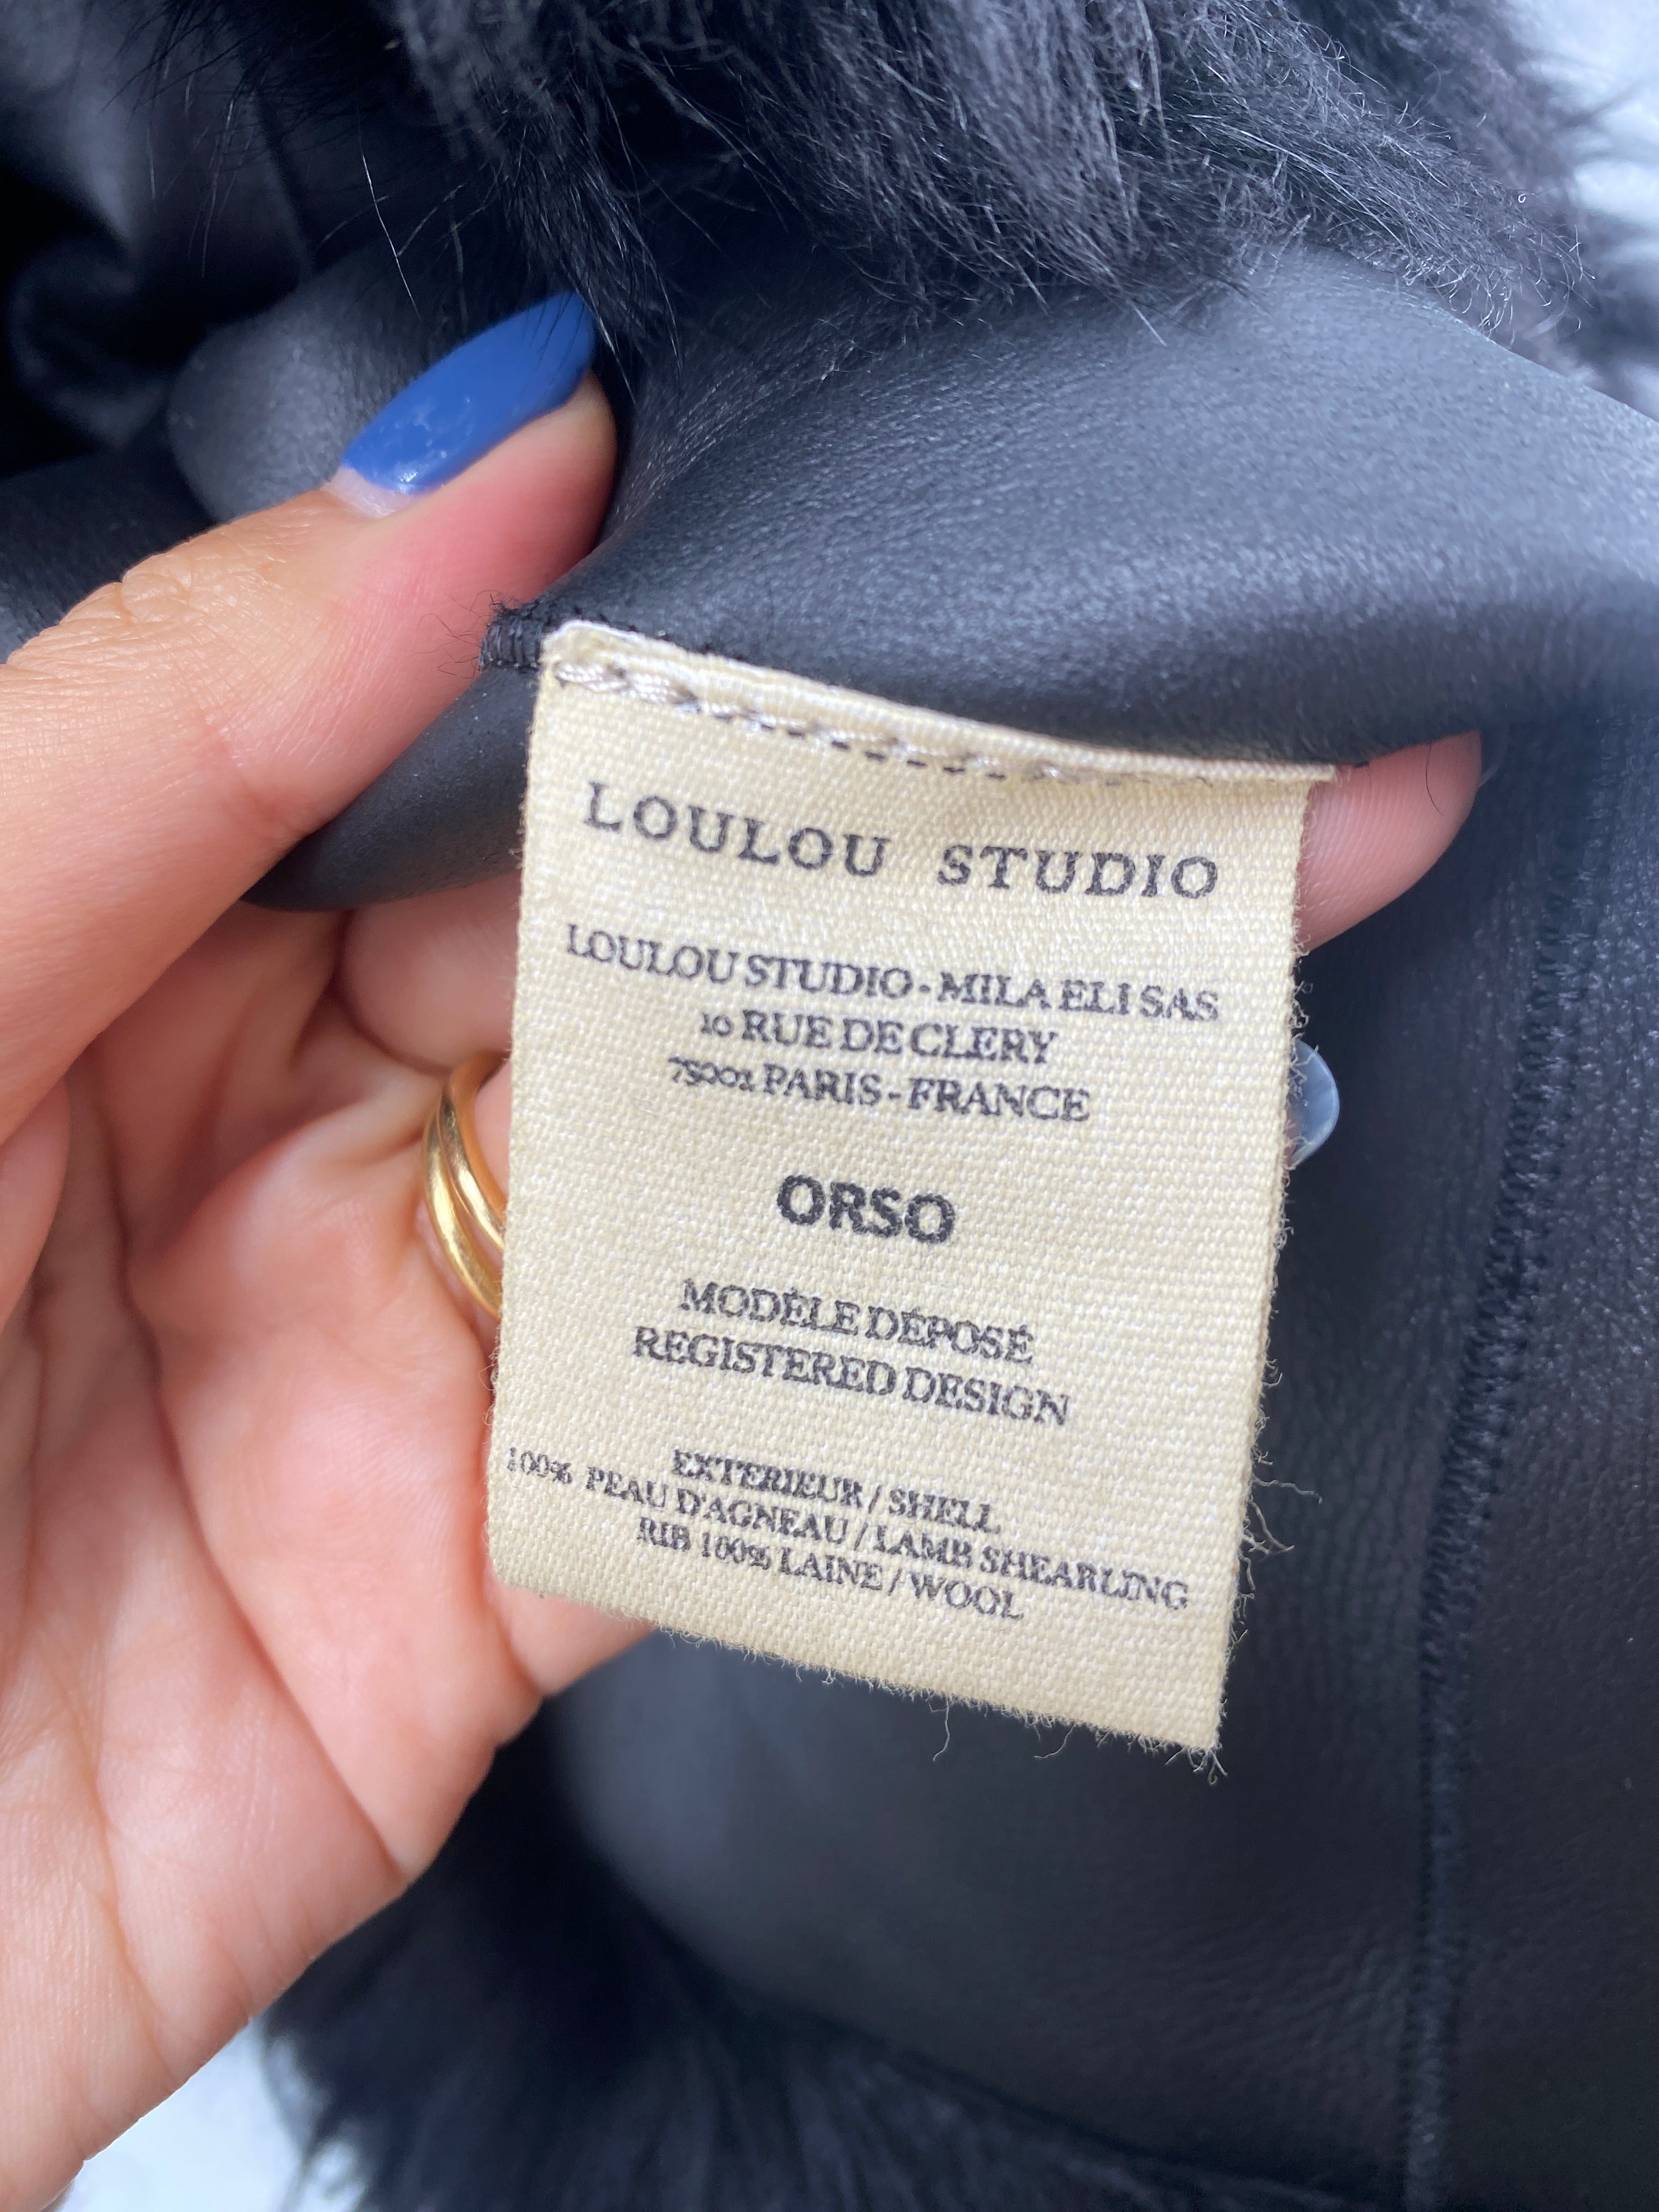 LOULOU STUDIO
LOULOU STUDIO - MILA ELI SAS
10 RUE DE CLERY
75002 PARIS - FRANCE
ORSO
MODÈLE DÉPOSÉ
REGISTERED DESIGN
EXTERIEUR / SHELL
100% PEAU D'AGNEAU / LAMB SHEARLING
RIB 100% LAINE / WOOL